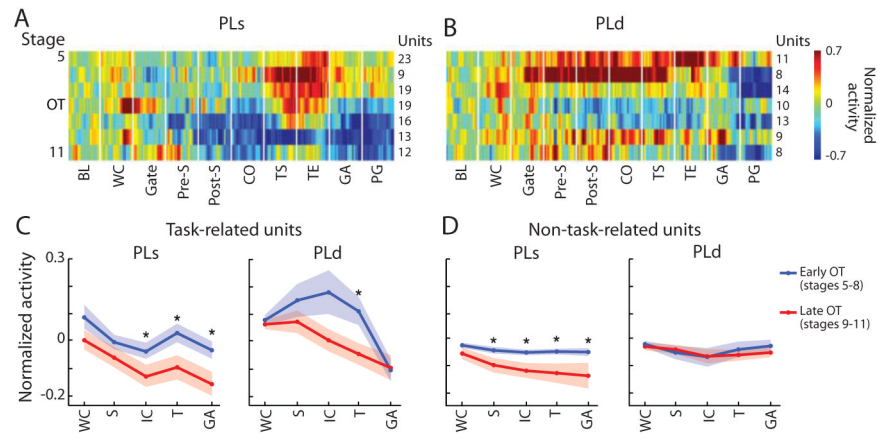 A
PLs
B
PLd
Stage
Units
Units
5
OT
11
23
9
19
19
16
13
12
11
8
14
10
13
9
8
0.7
0
-0.7
Normalized
activity
BL
WC
Gate
Pre-S
Post-S
CO
TS
TE
GA
PG
BL
WC
Gate
Pre-S
Post-S
CO
TS
TE
GA
PG
C
Task-related units
D
Non-task-related units
PLs
PLd
PLs
PLd
Normalized activity
0.3
0
-0.2
*
*
*
*
*
*
*
*
Early OT
(stages 5-8)
Late OT
(stages 9-11)
WC
S
IC
T
GA
WC
S
IC
T
GA
WC
S
IC
T
GA
WC
S
IC
T
GA